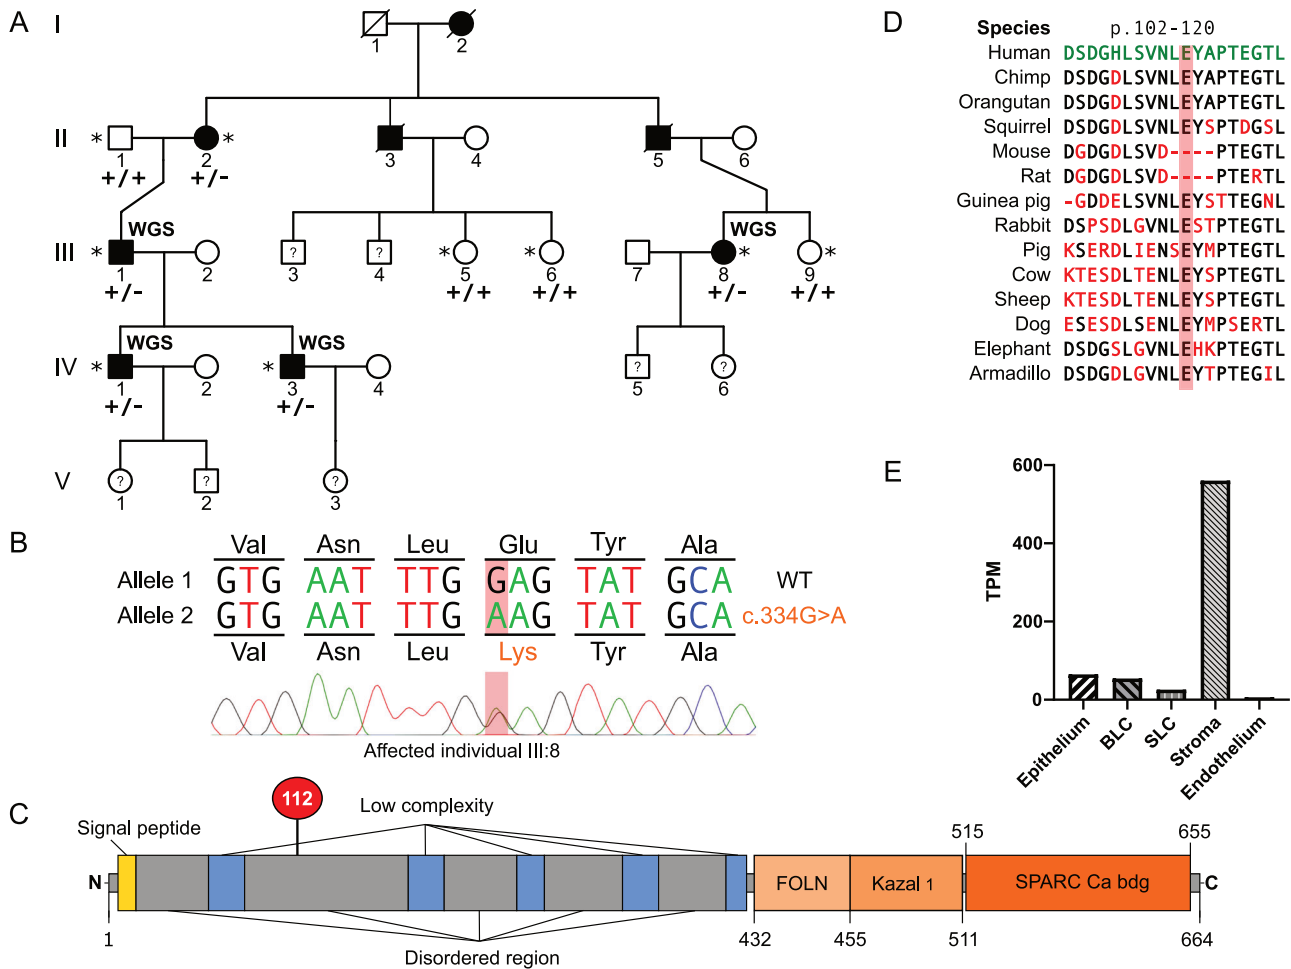 A
I
1
2
II
*
1
+/+
2
*
+/-
3
4
5
6
III
WGS
*
1
+/-
2
?
3
?
4
*
5
+/+
*
6
+/+
7
WGS
8
*
+/-
9
*
+/+
IV
WGS
*
1
+/-
2
WGS
*
3
+/-
4
?
5
?
6
V
?
1
?
2
?
3
B
Val Asn Leu Glu Tyr Ala
Allele 1 GTG AAT TTG GAG TAT GCA WT
Allele 2 GTG AAT TTG AAG TAT GCA c.334G>A
Val Asn Leu Lys Tyr Ala
Affected individual III:8
C
112
Signal peptide
Low complexity
515 655
N FOLN Kazal 1 SPARC Ca bdg C
1 432 455 511 664
Disordered region
D
Species p.102-120
Human DSDGHLSVNLEYAPTEGTL
Chimp DSDGDLSVNLEYAPTEGTL
Orangutan DSDGDLSVNLEYAPTEGTL
Squirrel DSDGDLSVNLEYSPTDGSL
Mouse DGDGDLSVD----PTEGTL
Rat DGDGDLSVD----PTERTL
Guinea pig -GDDELSVNLEYSTTEGNL
Rabbit DSPSDLGVNLESTPTEGTL
Pig KSERDLIENSEYMPTEGTL
Cow KTESDLTENLEYSPTEGTL
Sheep KTESDLTENLEYSPTEGTL
Dog ESESDLSENLEYMPSERTL
Elephant DSDGSLGVNLEHKPTEGTL
Armadillo DSDGDLGVNLEYTPTEGIL
E
TPM
600
400
200
0
Epithelium
BLC
SLC
Stroma
Endothelium